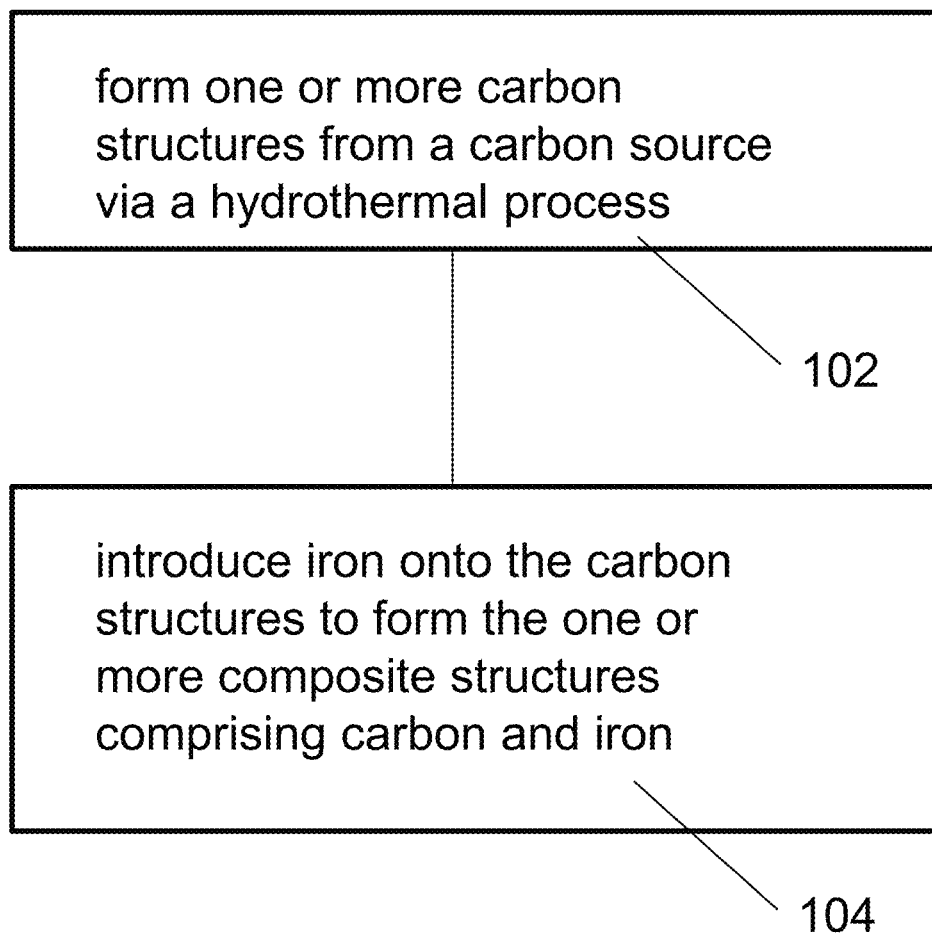 form one or more carbon
structures from a carbon source
via a hydrothermal process
102
introduce iron onto the carbon
structures to form the one or
more composite structures
comprising carbon and iron
104